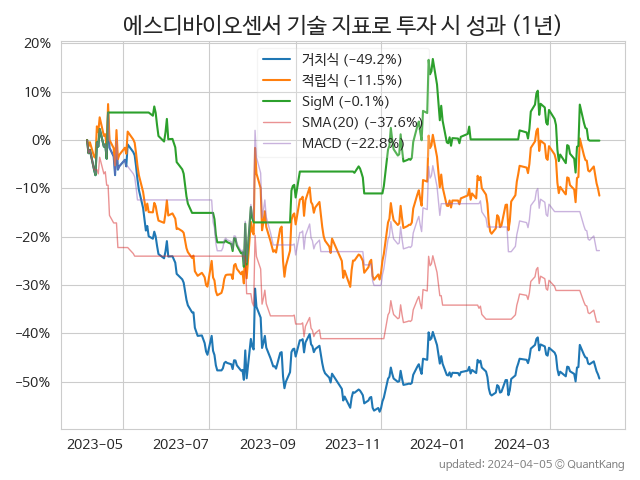 에스디바이오센서 기술 지표로 투자 시 성과 (1년)
거치식 (−49.2%)
적립식 (−11.5%)
SigM (−0.1%)
SMA(20) (−37.6%)
MACD (−22.8%)
20%
10%
0%
−10%
−20%
−30%
−40%
−50%
2023−05 2023−07 2023−09 2023−11 2024−01 2024−03
updated: 2024−04−05 © QuantKang